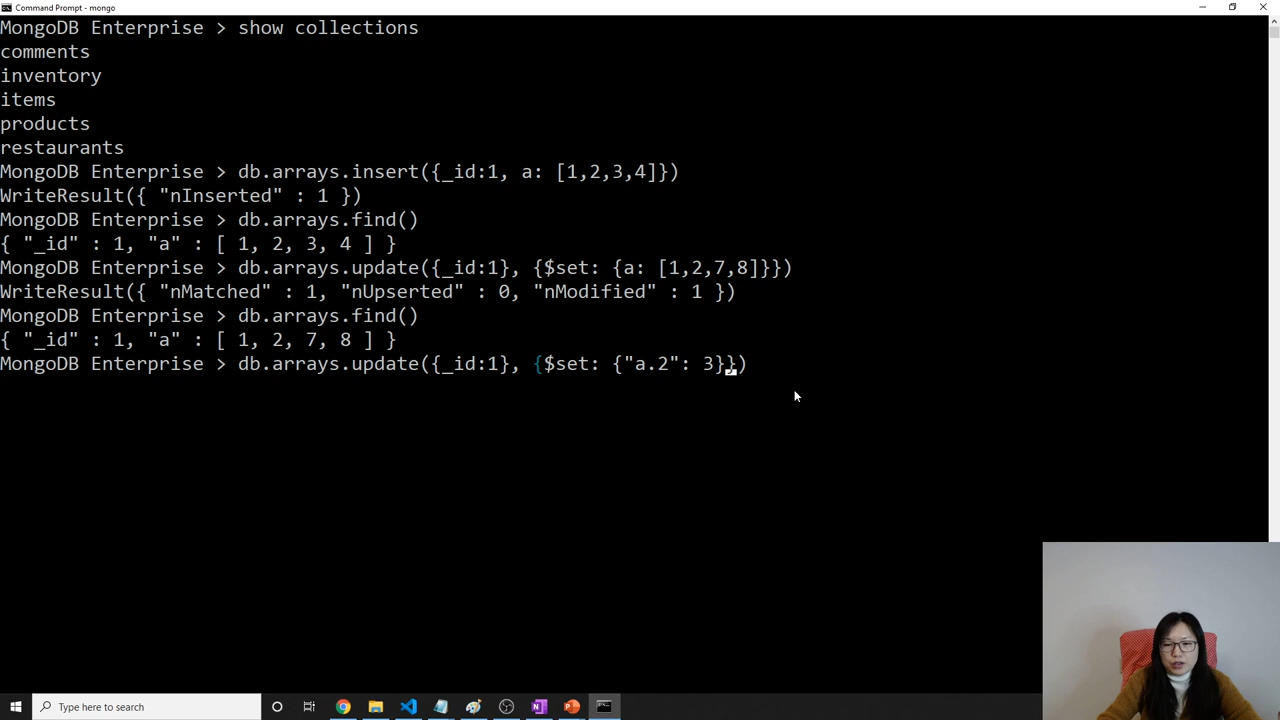 Command Prompt - mongo
MongoDB Enterprise > show collections
comments
inventory
items
products
restaurants
MongoDB Enterprise > db.arrays.insert({_id:1, a: [1,2,3,4]})
WriteResult({ "nInserted" : 1 })
MongoDB Enterprise > db.arrays.find()
{ "_id" : 1, "a" : [ 1, 2, 3, 4 ] }
MongoDB Enterprise > db.arrays.update({_id:1}, {$set: {a: [1,2,7,8]}})
WriteResult({ "nMatched" : 1, "nUpserted" : 0, "nModified" : 1 })
MongoDB Enterprise > db.arrays.find()
{ "_id" : 1, "a" : [ 1, 2, 7, 8 ] }
MongoDB Enterprise > db.arrays.update({_id:1}, {$set: {"a.2": 3}})
Type here to search